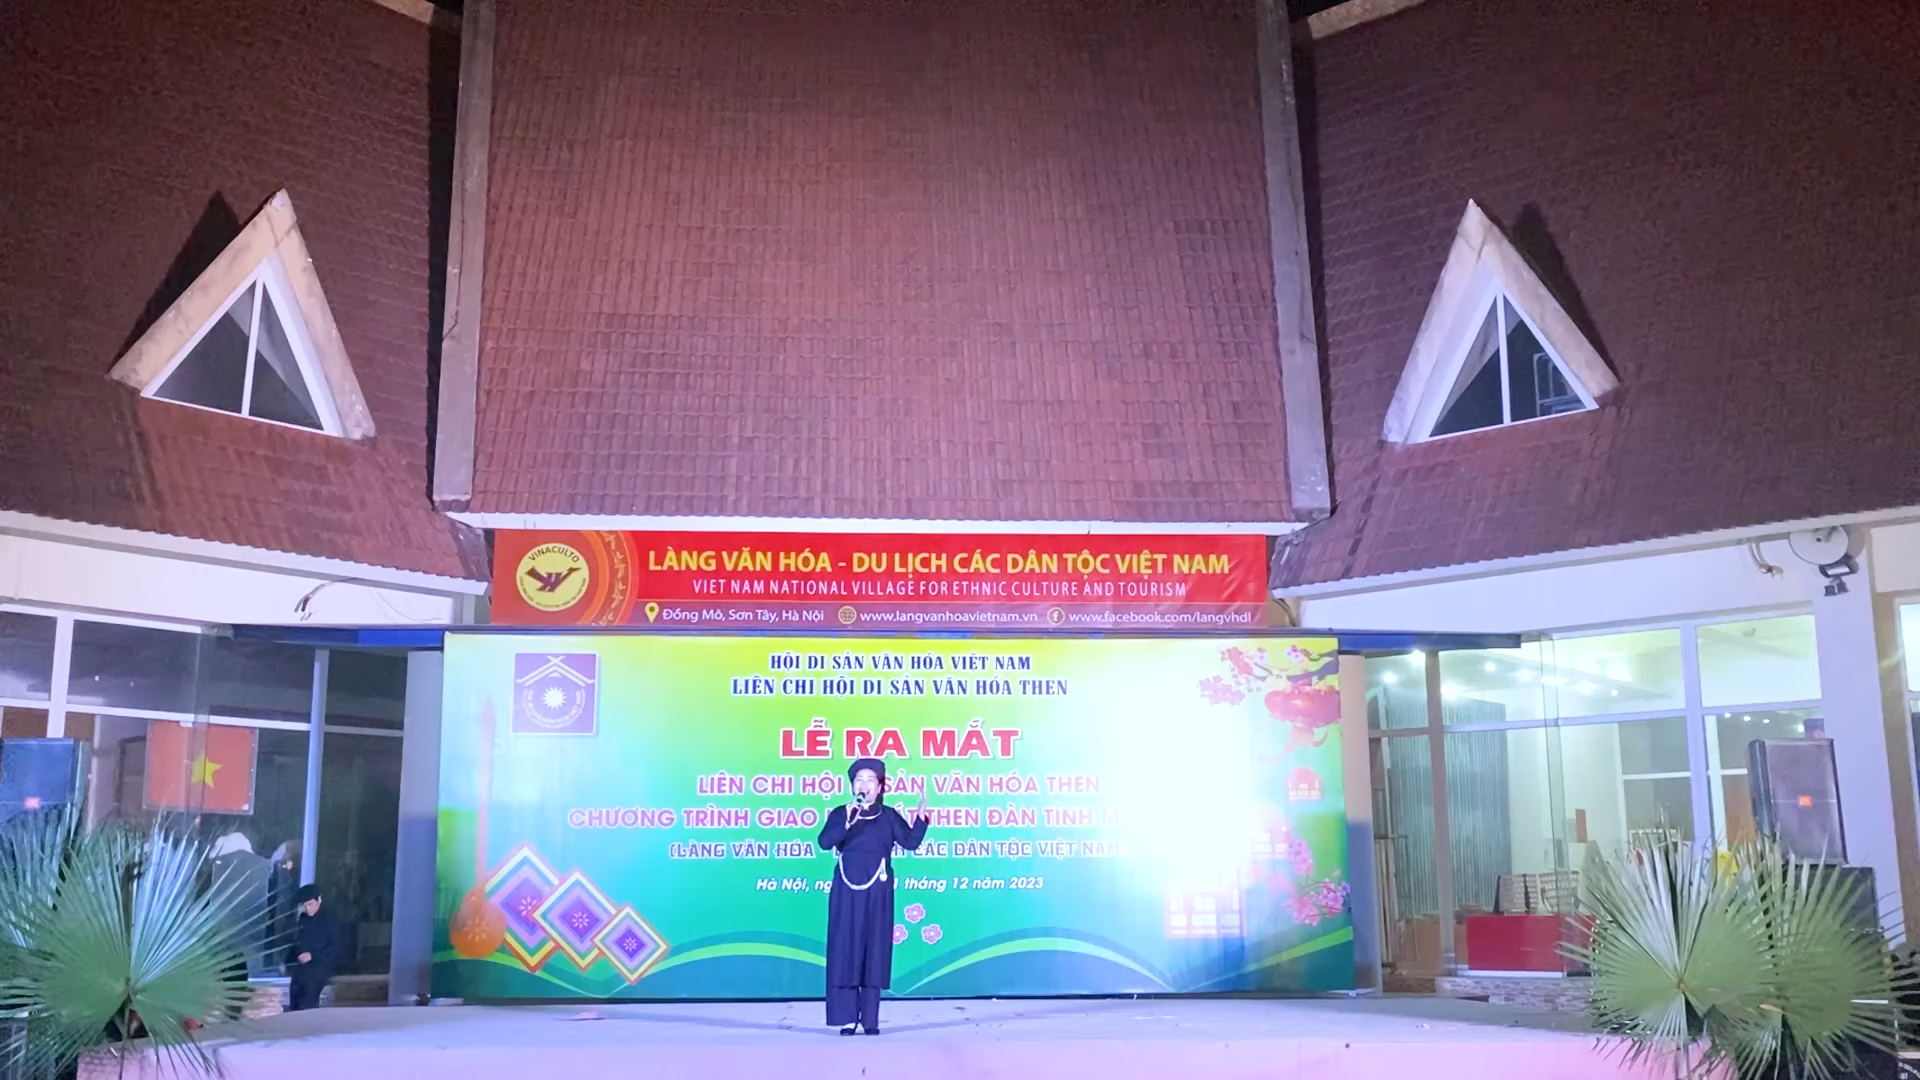 VINACULTO
LÀNG VĂN HÓA - DU LỊCH CÁC DÂN TỘC VIỆT NAM
VIET NAM NATIONAL VILLAGE FOR ETHNIC CULTURE AND TOURISM
Đồng Mô, Sơn Tây, Hà Nội www.langvanhoavietnam.vn www.facebook.com/langvhdl
HỘI DI SẢN VĂN HÓA VIỆT NAM
LIÊN CHI HỘI DI SẢN VĂN HÓA THEN
LỄ RA MẮT
LIÊN CHI HỘI SẢN VĂN HÓA THEN
CHƯƠNG TRÌNH GIAO THEN ĐÀN TÍNH
(LÀNG VĂN HÓA - CÁC DÂN TỘC VIỆT NAM
Hà Nội, tháng 12 năm 2023